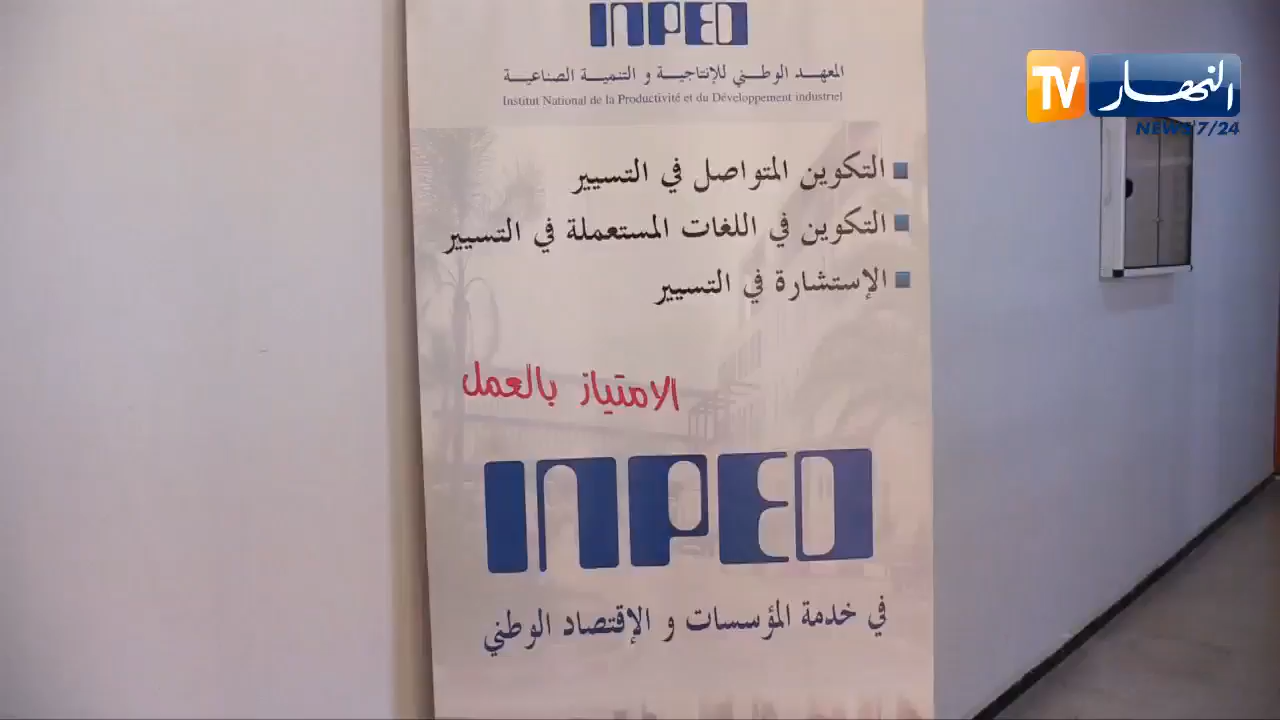 INPED
المعهد الوطني للإنتاجية و التنمية الصناعية
Institut National de la Productivité et du Développement industriel
TV النهار
NEWS 7/24
التكوين المتواصل في التسيير
التكوين في اللغات المستعملة في التسيير
الإستشارة في التسيير
الامتياز بالعمل
INPED
في خدمة المؤسسات و الإقتصاد الوطني